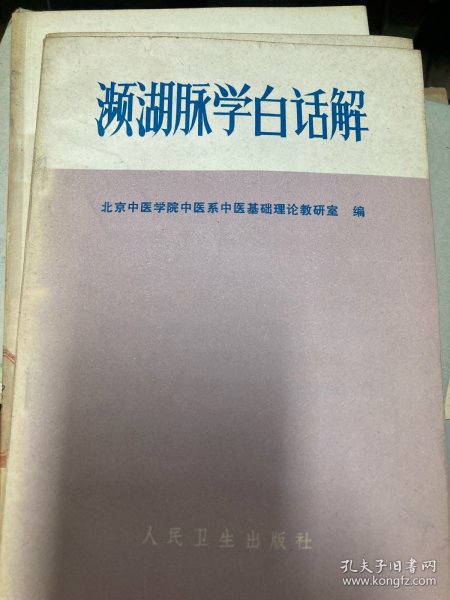 濒湖脉学白话解
北京中医学院中医系中医基础理论教研室 编
人民卫生出版社
孔夫子旧书网
www.kongfz.com